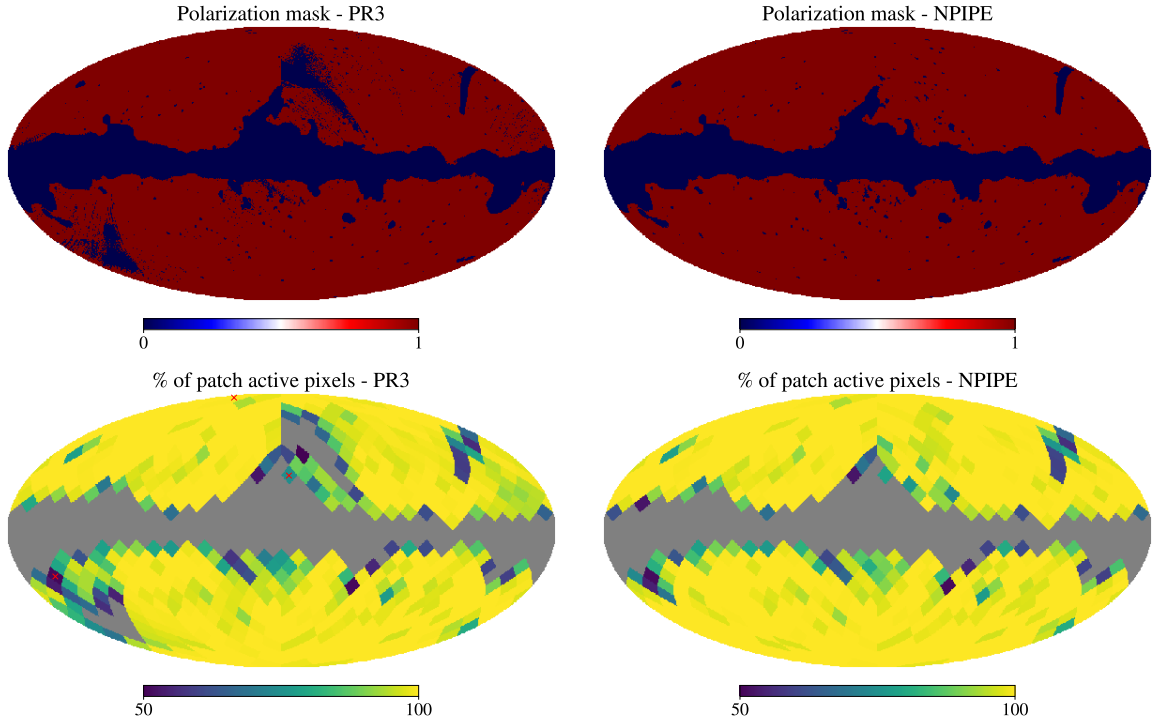 Polarization mask - PR3
Polarization mask - NPIPE
0 1
0 1
% of patch active pixels - PR3
% of patch active pixels - NPIPE
50 100
50 100